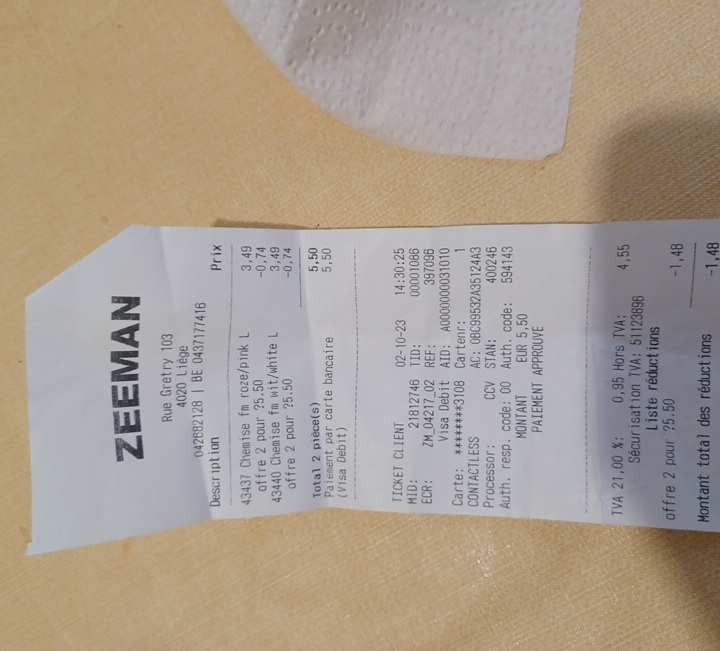 ZEEMAN
Rue Gretry 103
4020 Liège
042682128 | BE 0437177416
Description Prix
43437 Chemise fm roze/pink L 3,49
offre 2 pour ?5.50 -0,74
43440 Chemise fm wit/white L 3,49
offre 2 pour ?5.50 -0,74
Total 2 pièce(s) 5,50
Paiement par carte bancaire 5,50
(Visa Debit)
TICKET CLIENT 02-10-23 14:30:25
MID: 21812746 TID: 00001086
ECR: ZM_04217_02 REF: 397096
Visa Debit AID: A0000000031010
Carte: ********3108 Cartenr: 1
CONTACTLESS AC: 0BC99532A35124A3
Processor: CCV STAN: 400246
Auth. resp. code: 00 Auth. code: 594143
MONTANT EUR 5,50
PAIEMENT APPROUVE
TVA 21,00 %: 0,95 Hors TVA: 4,55
Sécurisation TVA: 51123896
Liste réductions
offre 2 pour ?5.50 -1,48
Montant total des réductions -1,48